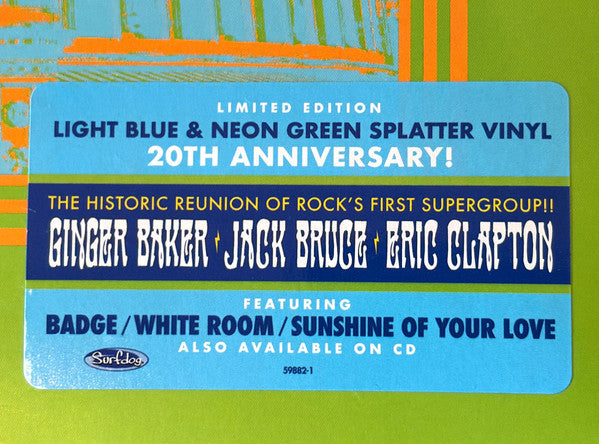 LIMITED EDITION
LIGHT BLUE & NEON GREEN SPLATTER VINYL
20TH ANNIVERSARY!
THE HISTORIC REUNION OF ROCK'S FIRST SUPERGROUP!!
GINGER BAKER JACK BRUCE ERIC CLAPTON
FEATURING
BADGE/WHITE ROOM/SUNSHINE OF YOUR LOVE
ALSO AVAILABLE ON CD
Surfdog
59882-1